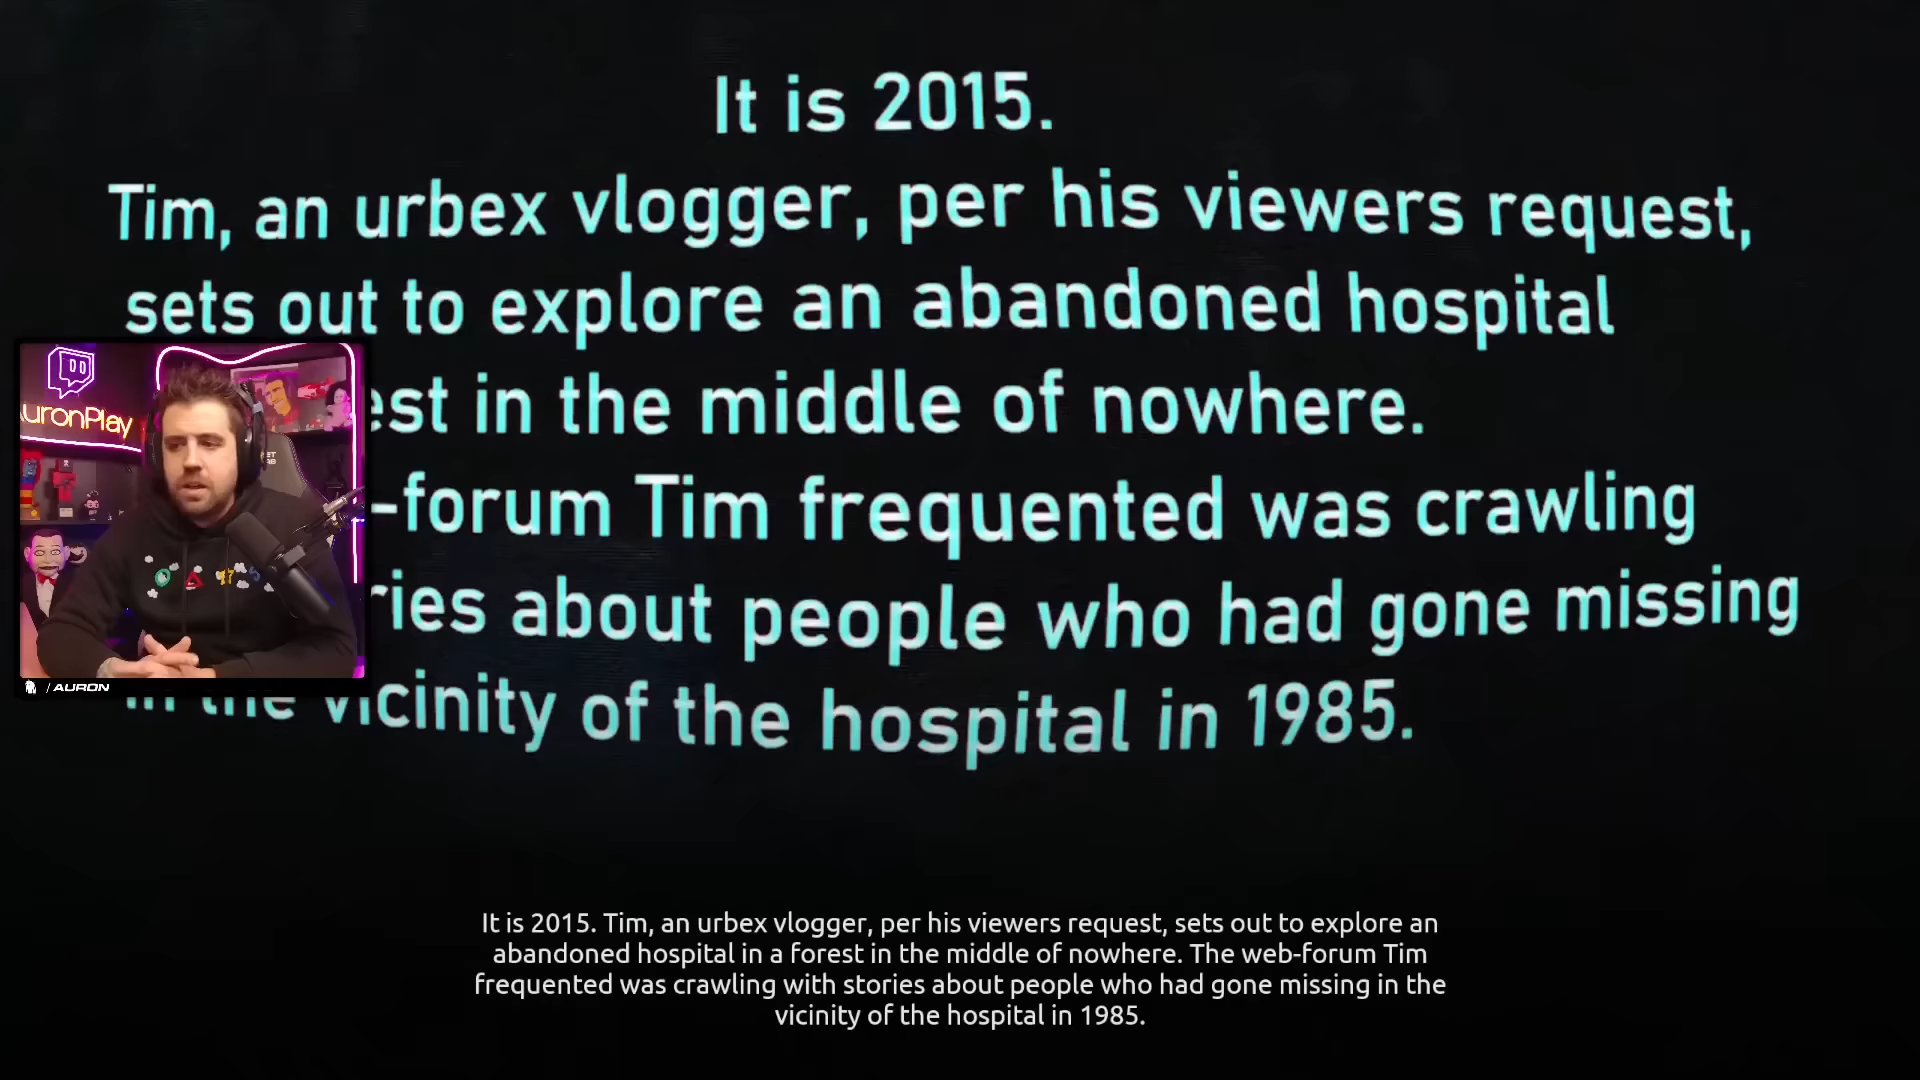 It is 2015.
Tim, an urbex vlogger, per his viewers request,
sets out to explore an abandoned hospital
est in the middle of nowhere.
-forum Tim frequented was crawling
ries about people who had gone missing
in the vicinity of the hospital in 1985.
uronPlay
/AURON
It is 2015. Tim, an urbex vlogger, per his viewers request, sets out to explore an
abandoned hospital in a forest in the middle of nowhere. The web-forum Tim
frequented was crawling with stories about people who had gone missing in the
vicinity of the hospital in 1985.